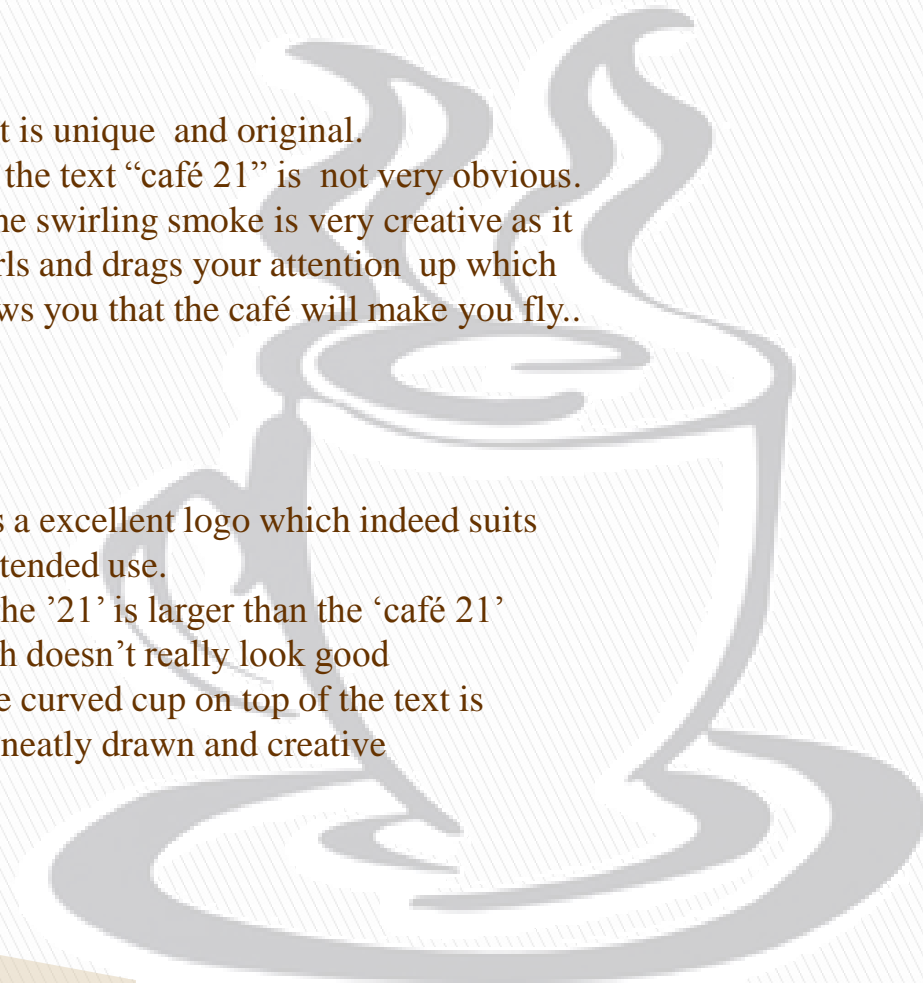 t is unique  and original.
the text “café 21” is  not very obvious.
he swirling smoke is very creative as it
rls and drags your attention  up which
ws you that the café will make you fly..
s a excellent logo which indeed suits
tended use.
he ’21’ is larger than the ‘café 21’
h doesn’t really look good
e curved cup on top of the text is
neatly drawn and creative